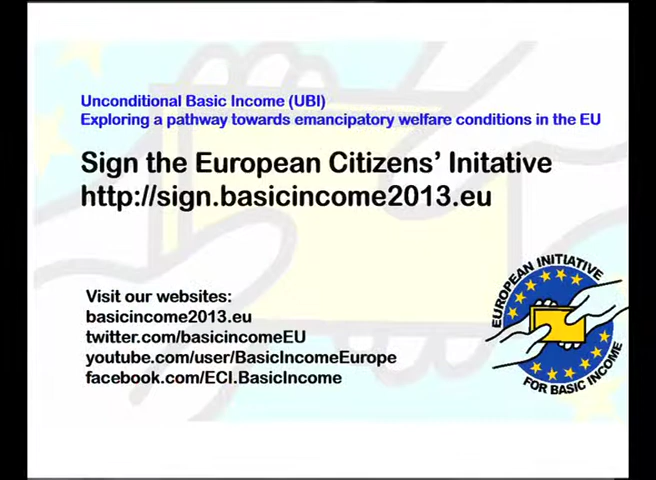 Unconditional Basic Income (UBI)
Exploring a pathway towards emancipatory welfare conditions in the EU
Sign the European Citizens' Initative
http://sign.basicincome2013.eu
Visit our websites:
basicincome2013.eu
twitter.com/basicincomeEU
youtube.com/user/BasicIncomeEurope
facebook.com/ECI.BasicIncome
EUROPEAN INITIATIVE
FOR BASIC INCOME